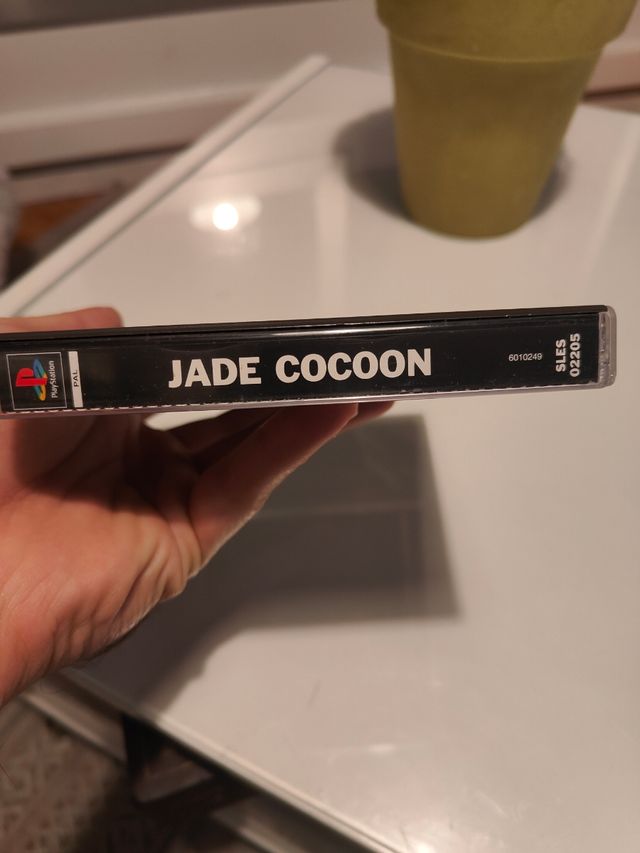 PlayStation
PAL
JADE COCOON
6010249
SLES
02205